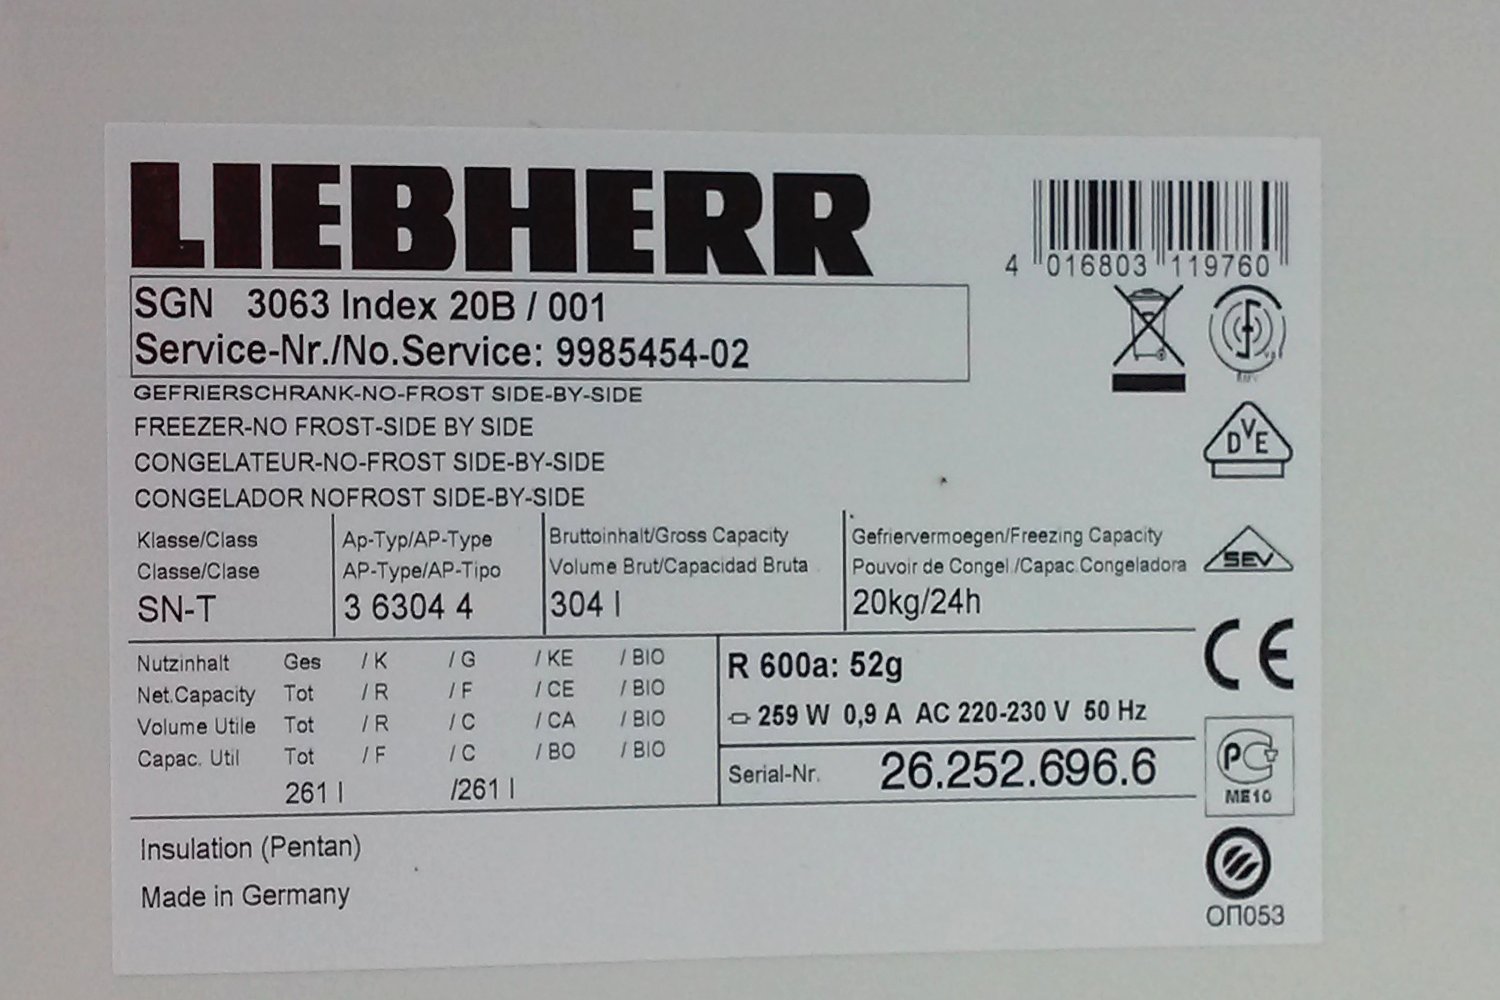 LIEBHERR
4 016803 119760
SGN 3063 Index 20B / 001
Service-Nr./No.Service: 9985454-02
GEFRIERSCHRANK-NO-FROST SIDE-BY-SIDE
FREEZER-NO FROST-SIDE BY SIDE
CONGELATEUR-NO-FROST SIDE-BY-SIDE
CONGELADOR NOFROST SIDE-BY-SIDE
DVE
Klasse/Class Ap-Typ/AP-Type Bruttoinhalt/Gross Capacity Gefriervermoegen/Freezing Capacity
Classe/Clase AP-Type/AP-Tipo Volume Brut/Capacidad Bruta Pouvoir de Congel./Capac.Congeladora
SEV
SN-T 3 6304 4 304 l 20kg/24h
CE
Nutzinhalt Ges / K / G / KE / BIO
Net.Capacity Tot / R / F / CE / BIO
Volume Utile Tot / R / C / CA / BIO
Capac. Util Tot / F / C / BO / BIO
261 l /261 l
R 600a: 52g
259 W 0,9 A AC 220-230 V 50 Hz
Serial-Nr. 26.252.696.6
ME10
Insulation (Pentan)
Made in Germany
ОП053